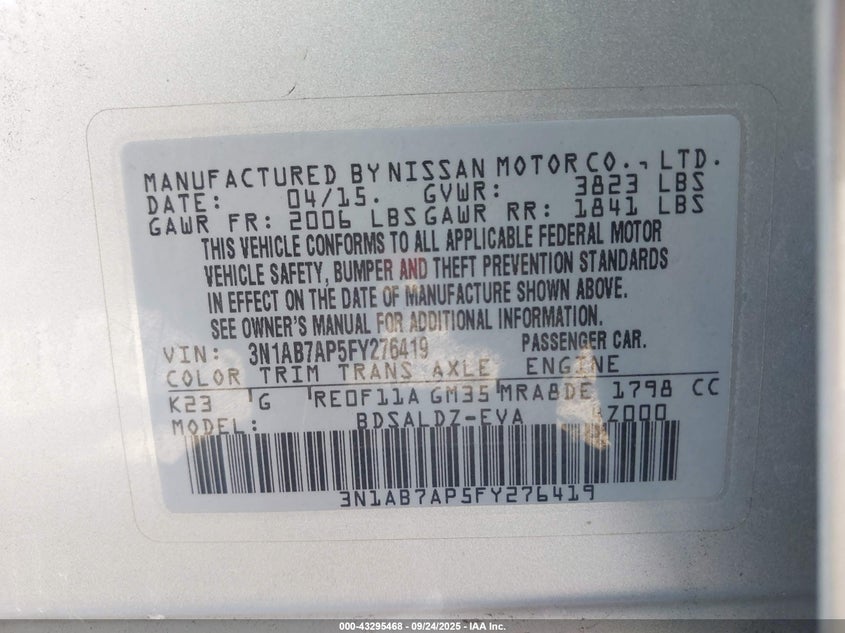 MANUFACTURED BY NISSAN MOTOR CO., LTD.
DATE: 04/15. GVWR: 3823 LBS
GAWR FR: 2006 LBS GAWR RR: 1841 LBS
THIS VEHICLE CONFORMS TO ALL APPLICABLE FEDERAL MOTOR
VEHICLE SAFETY, BUMPER AND THEFT PREVENTION STANDARDS
IN EFFECT ON THE DATE OF MANUFACTURE SHOWN ABOVE.
SEE OWNER'S MANUAL FOR ADDITIONAL INFORMATION.
VIN: 3N1AB7AP5FY276419 PASSENGER CAR.
COLOR TRIM TRANS AXLE ENGINE
K23 G RE0F11A GM35 MRA8DE 1798 CC
MODEL: BDSALDZ-EVA
3N1AB7AP5FY276419
000-43295468 - 09/24/2025 - IAA Inc.